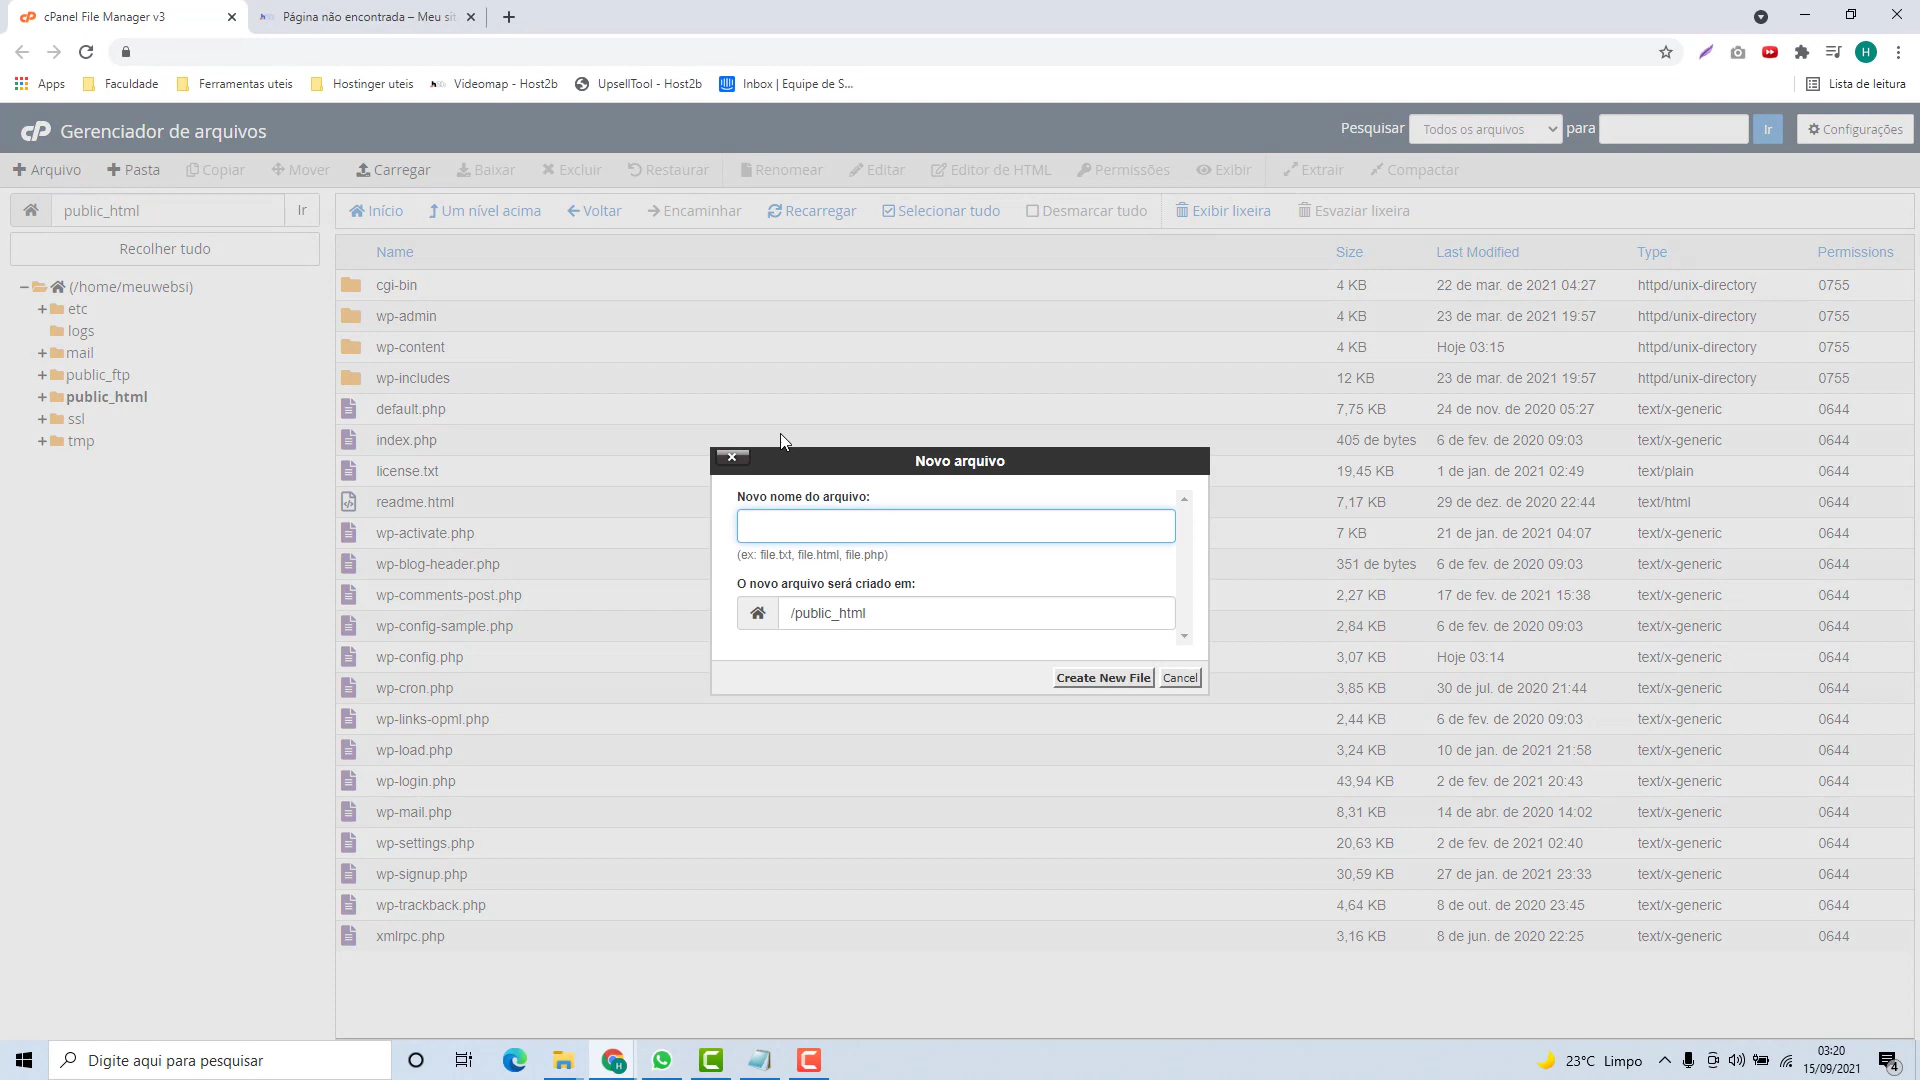 cPanel File Manager v3
Página não encontrada – Meu sit
Apps
Faculdade
Ferramentas uteis
Hostinger uteis
Videomap - Host2b
UpsellTool - Host2b
Inbox | Equipe de S...
Lista de leitura
cP Gerenciador de arquivos
Pesquisar Todos os arquivos para Ir Configurações
Arquivo Pasta Copiar Mover Carregar Baixar Excluir Restaurar Renomear Editar Editor de HTML Permissões Exibir Extrair Compactar
public_html Ir
Início Um nível acima Voltar Encaminhar Recarregar Selecionar tudo Desmarcar tudo Exibir lixeira Esvaziar lixeira
Recolher tudo
(/home/meuwebsi)
etc
logs
mail
public_ftp
public_html
ssl
tmp
Name Size Last Modified Type Permissions
cgi-bin 4 KB 22 de mar. de 2021 04:27 httpd/unix-directory 0755
wp-admin 4 KB 23 de mar. de 2021 19:57 httpd/unix-directory 0755
wp-content 4 KB Hoje 03:15 httpd/unix-directory 0755
wp-includes 12 KB 23 de mar. de 2021 19:57 httpd/unix-directory 0755
default.php 7,75 KB 24 de nov. de 2020 05:27 text/x-generic 0644
index.php 405 de bytes 6 de fev. de 2020 09:03 text/x-generic 0644
license.txt 19,45 KB 1 de jan. de 2021 02:49 text/plain 0644
readme.html 7,17 KB 29 de dez. de 2020 22:44 text/html 0644
wp-activate.php 7 KB 21 de jan. de 2021 04:07 text/x-generic 0644
wp-blog-header.php 351 de bytes 6 de fev. de 2020 09:03 text/x-generic 0644
wp-comments-post.php 2,27 KB 17 de fev. de 2021 15:38 text/x-generic 0644
wp-config-sample.php 2,84 KB 6 de fev. de 2020 09:03 text/x-generic 0644
wp-config.php 3,07 KB Hoje 03:14 text/x-generic 0644
wp-cron.php 3,85 KB 30 de jul. de 2020 21:44 text/x-generic 0644
wp-links-opml.php 2,44 KB 6 de fev. de 2020 09:03 text/x-generic 0644
wp-load.php 3,24 KB 10 de jan. de 2021 21:58 text/x-generic 0644
wp-login.php 43,94 KB 2 de fev. de 2021 20:43 text/x-generic 0644
wp-mail.php 8,31 KB 14 de abr. de 2020 14:02 text/x-generic 0644
wp-settings.php 20,63 KB 2 de fev. de 2021 02:40 text/x-generic 0644
wp-signup.php 30,59 KB 27 de jan. de 2021 23:33 text/x-generic 0644
wp-trackback.php 4,64 KB 8 de out. de 2020 23:45 text/x-generic 0644
xmlrpc.php 3,16 KB 8 de jun. de 2020 22:25 text/x-generic 0644
Novo arquivo
Novo nome do arquivo:
(ex: file.txt, file.html, file.php)
O novo arquivo será criado em:
/public_html
Create New File Cancel
Digite aqui para pesquisar
23°C Limpo
03:20
15/09/2021
4
H